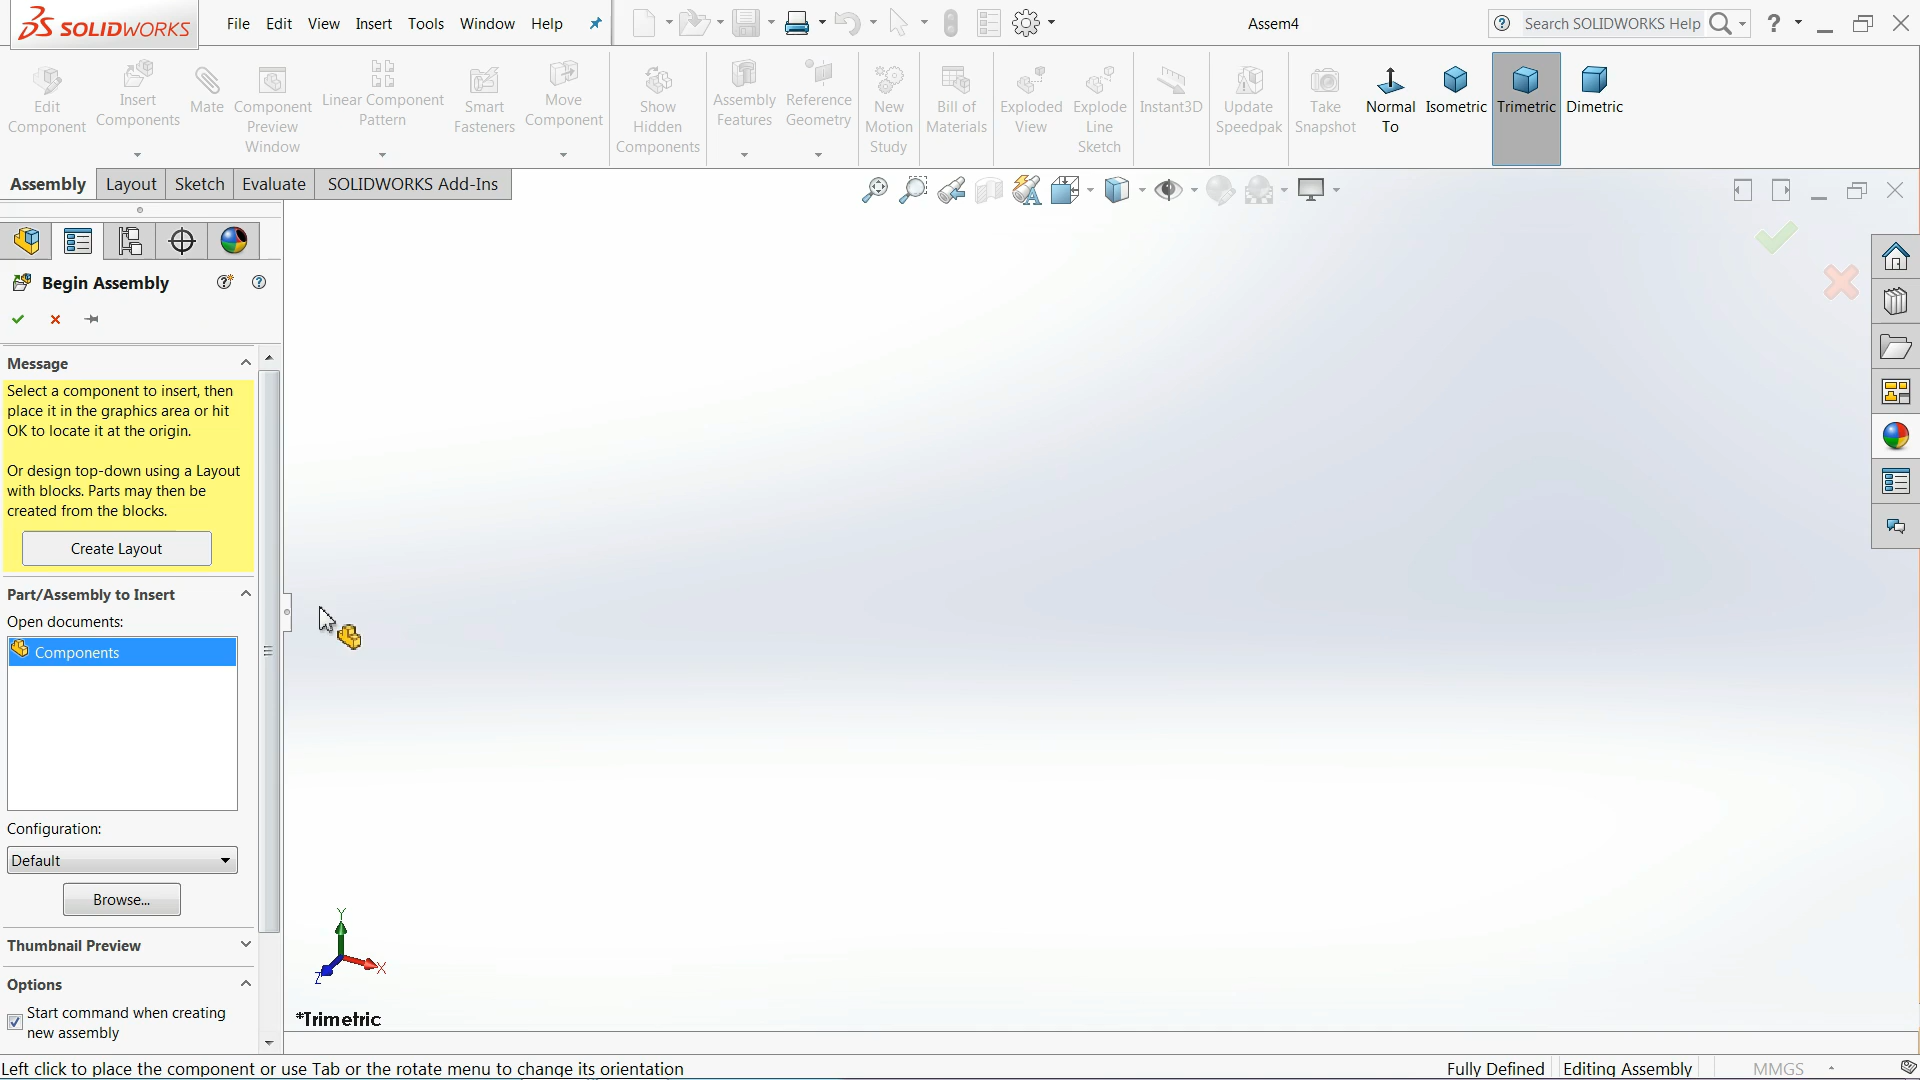 SOLIDWORKS
File Edit View Insert Tools Window Help
Assem4
Search SOLIDWORKS Help
?
Edit Component
Insert Components
Mate
Component Preview Window
Linear Component Pattern
Smart Fasteners
Move Component
Show Hidden Components
Assembly Features
Reference Geometry
New Motion Study
Bill of Materials
Exploded View
Explode Line Sketch
Instant3D
Update Speedpak
Take Snapshot
Normal To
Isometric
Trimetric
Dimetric
Assembly Layout Sketch Evaluate SOLIDWORKS Add-Ins
Begin Assembly
Message
Select a component to insert, then
place it in the graphics area or hit
OK to locate it at the origin.
Or design top-down using a Layout
with blocks. Parts may then be
created from the blocks.
Create Layout
Part/Assembly to Insert
Open documents:
Components
Configuration:
Default
Browse...
Thumbnail Preview
Options
Start command when creating
new assembly
Y
X
Z
*Trimetric
Left click to place the component or use Tab or the rotate menu to change its orientation
Fully Defined Editing Assembly MMGS